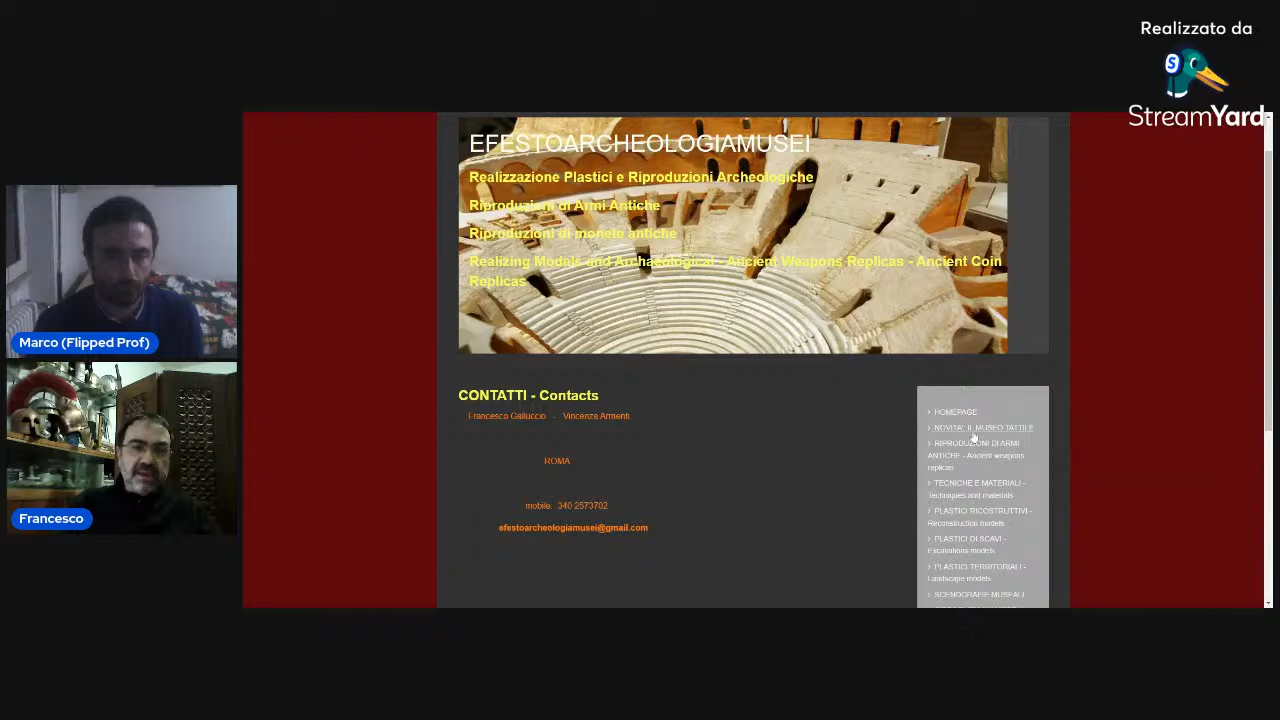 Realizzato da
S
StreamYard
EFESTOARCHEOLOGIAMUSEI
Realizzazione Plastici e Riproduzioni Archeologiche
Riproduzioni di Armi Antiche
Riproduzioni di monete antiche
Realizing Models and Archaeological - Ancient Weapons Replicas - Ancient Coin
Replicas
Marco (Flipped Prof)
Francesco
CONTATTI - Contacts
Francesco Galluccio - Vincenza Armenti
ROMA
mobile. 340 2573702
efestoarcheologiamusei@gmail.com
› HOMEPAGE
› NOVITA': IL MUSEO TATTILE
› RIPRODUZIONI DI ARMI
ANTICHE - Ancient weapons
replicas
› TECNICHE E MATERIALI -
Techniques and materials
› PLASTICI RICOSTRUTTIVI -
Reconstruction models
› PLASTICI DI SCAVI -
Excavations models
› PLASTICI TERRITORIALI -
Landscape models
› SCENOGRAFIE MUSEALI